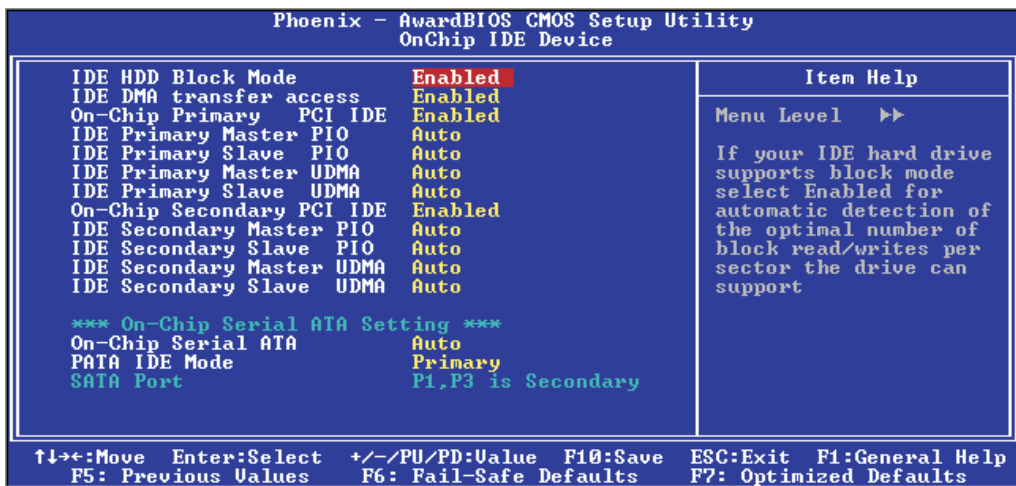 Phoenix - AwardBIOS CMOS Setup Utility
OnChip IDE Device
IDE HDD Block Mode Enabled
IDE DMA transfer access Enabled
On-Chip Primary PCI IDE Enabled
IDE Primary Master PIO Auto
IDE Primary Slave PIO Auto
IDE Primary Master UDMA Auto
IDE Primary Slave UDMA Auto
On-Chip Secondary PCI IDE Enabled
IDE Secondary Master PIO Auto
IDE Secondary Slave PIO Auto
IDE Secondary Master UDMA Auto
IDE Secondary Slave UDMA Auto
*** On-Chip Serial ATA Setting ***
On-Chip Serial ATA Auto
PATA IDE Mode Primary
SATA Port P1,P3 is Secondary
Item Help
Menu Level ▸▸
If your IDE hard drive
supports block mode
select Enabled for
automatic detection of
the optimal number of
block read/writes per
sector the drive can
support
↑↓→←:Move Enter:Select +/-/PU/PD:Value F10:Save ESC:Exit F1:General Help
F5: Previous Values F6: Fail-Safe Defaults F7: Optimized Defaults